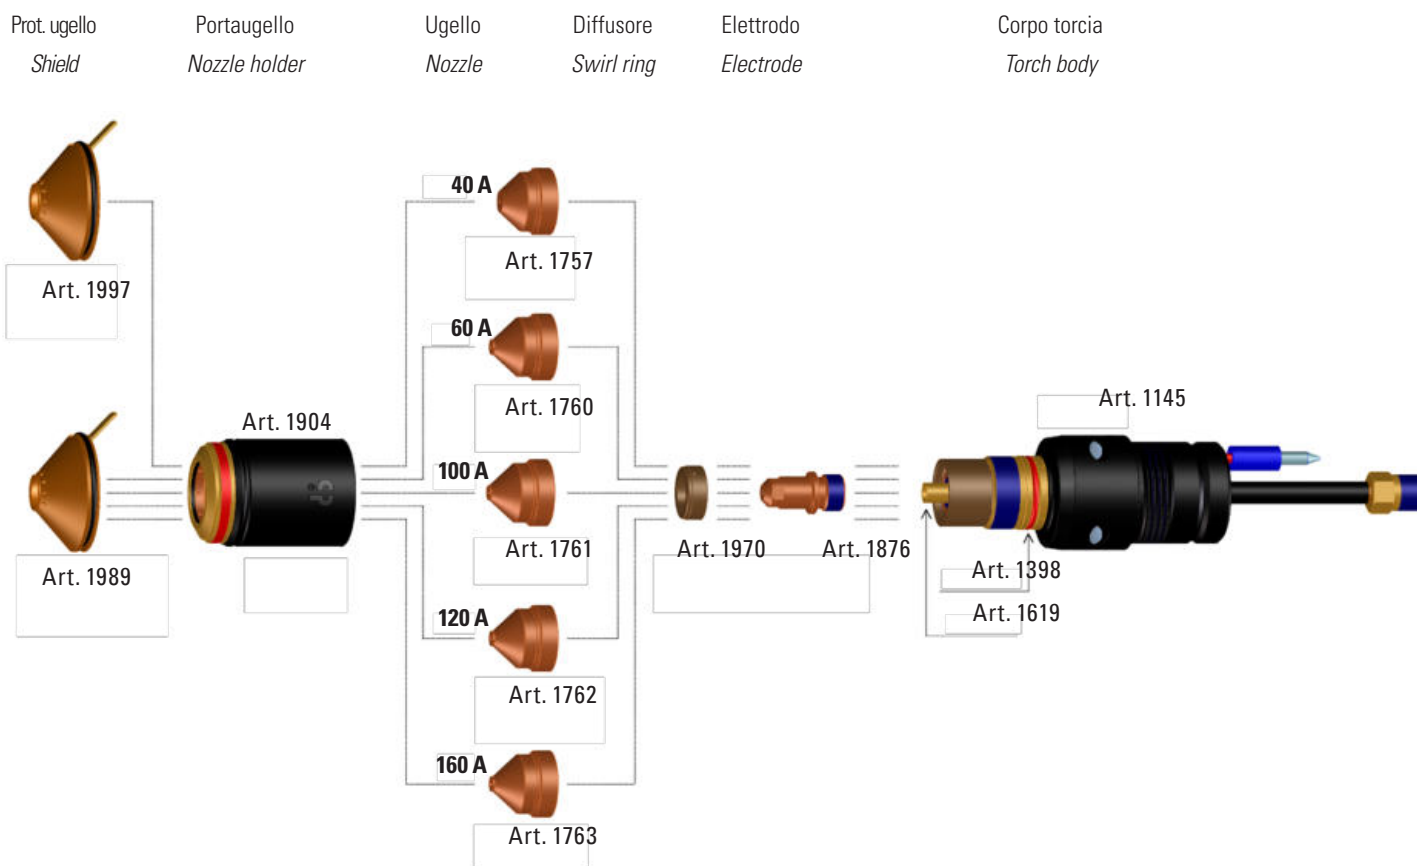 Prot. ugello Portaugello Ugello Diffusore Elettrodo Corpo torcia
Shield Nozzle holder Nozzle Swirl ring Electrode Torch body
40 A
Art. 1757
Art. 1997
60 A
Art. 1760
Art. 1145
Art. 1904
100 A
Art. 1761 Art. 1970 Art. 1876
Art. 1989
Art. 1398
Art. 1619
120 A
Art. 1762
160 A
Art. 1763